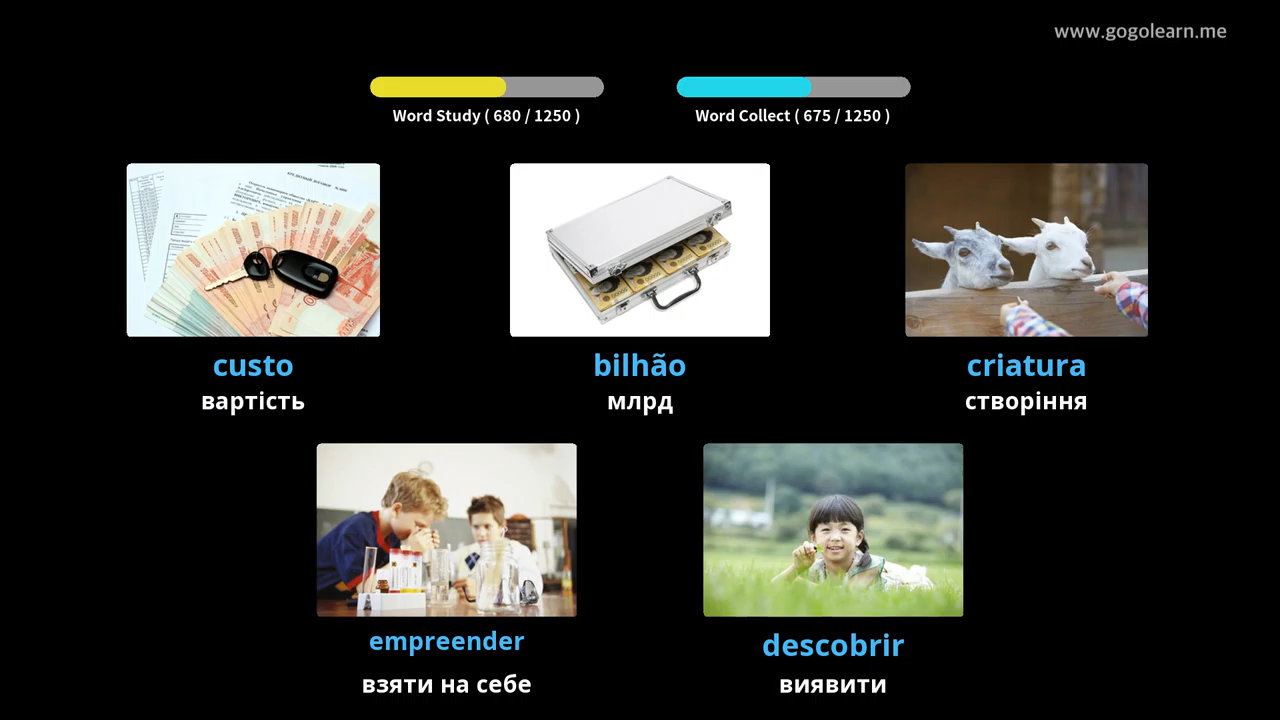 www.gogolearn.me
Word Study ( 680 / 1250 )
Word Collect ( 675 / 1250 )
custo
вартість
bilhão
млрд
criatura
створіння
empreender
взяти на себе
descobrir
виявити